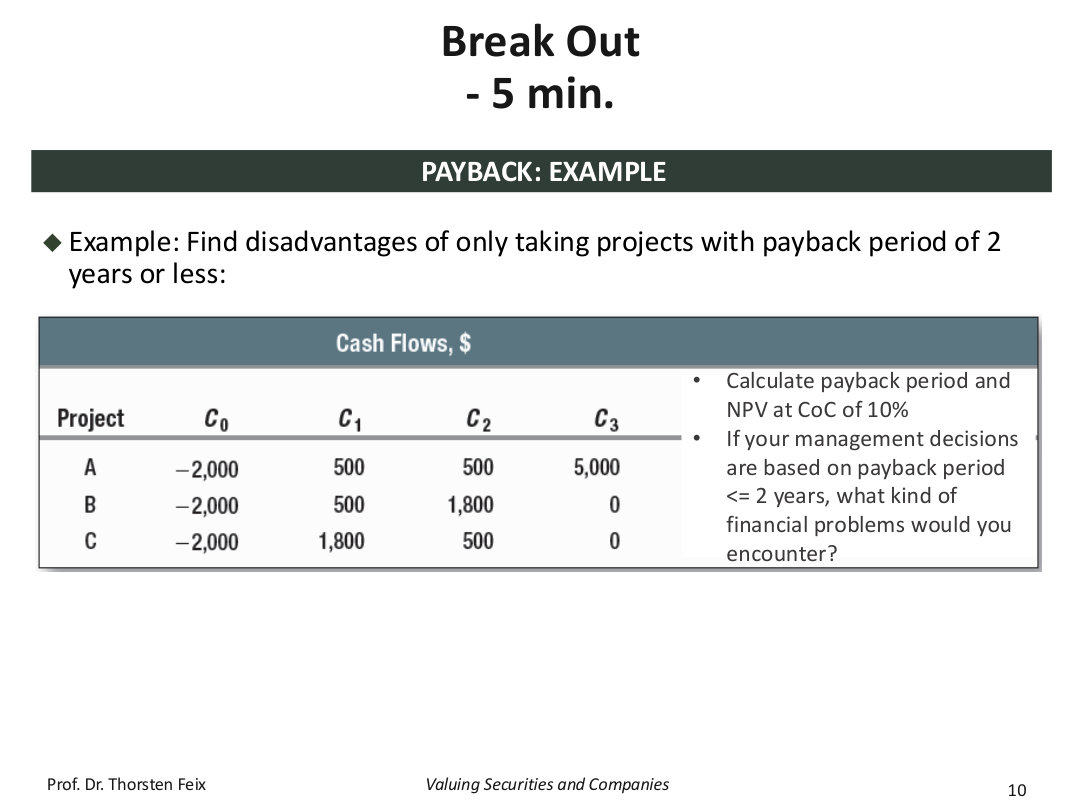 Break Out
- 5 min.
PAYBACK: EXAMPLE
◆ Example: Find disadvantages of only taking projects with payback period of 2
years or less:
Cash Flows, $
Project C₀ C₁ C₂ C₃
A −2,000 500 500 5,000
B −2,000 500 1,800 0
C −2,000 1,800 500 0
• Calculate payback period and
NPV at CoC of 10%
• If your management decisions
are based on payback period
<= 2 years, what kind of
financial problems would you
encounter?
Prof. Dr. Thorsten Feix
Valuing Securities and Companies
10